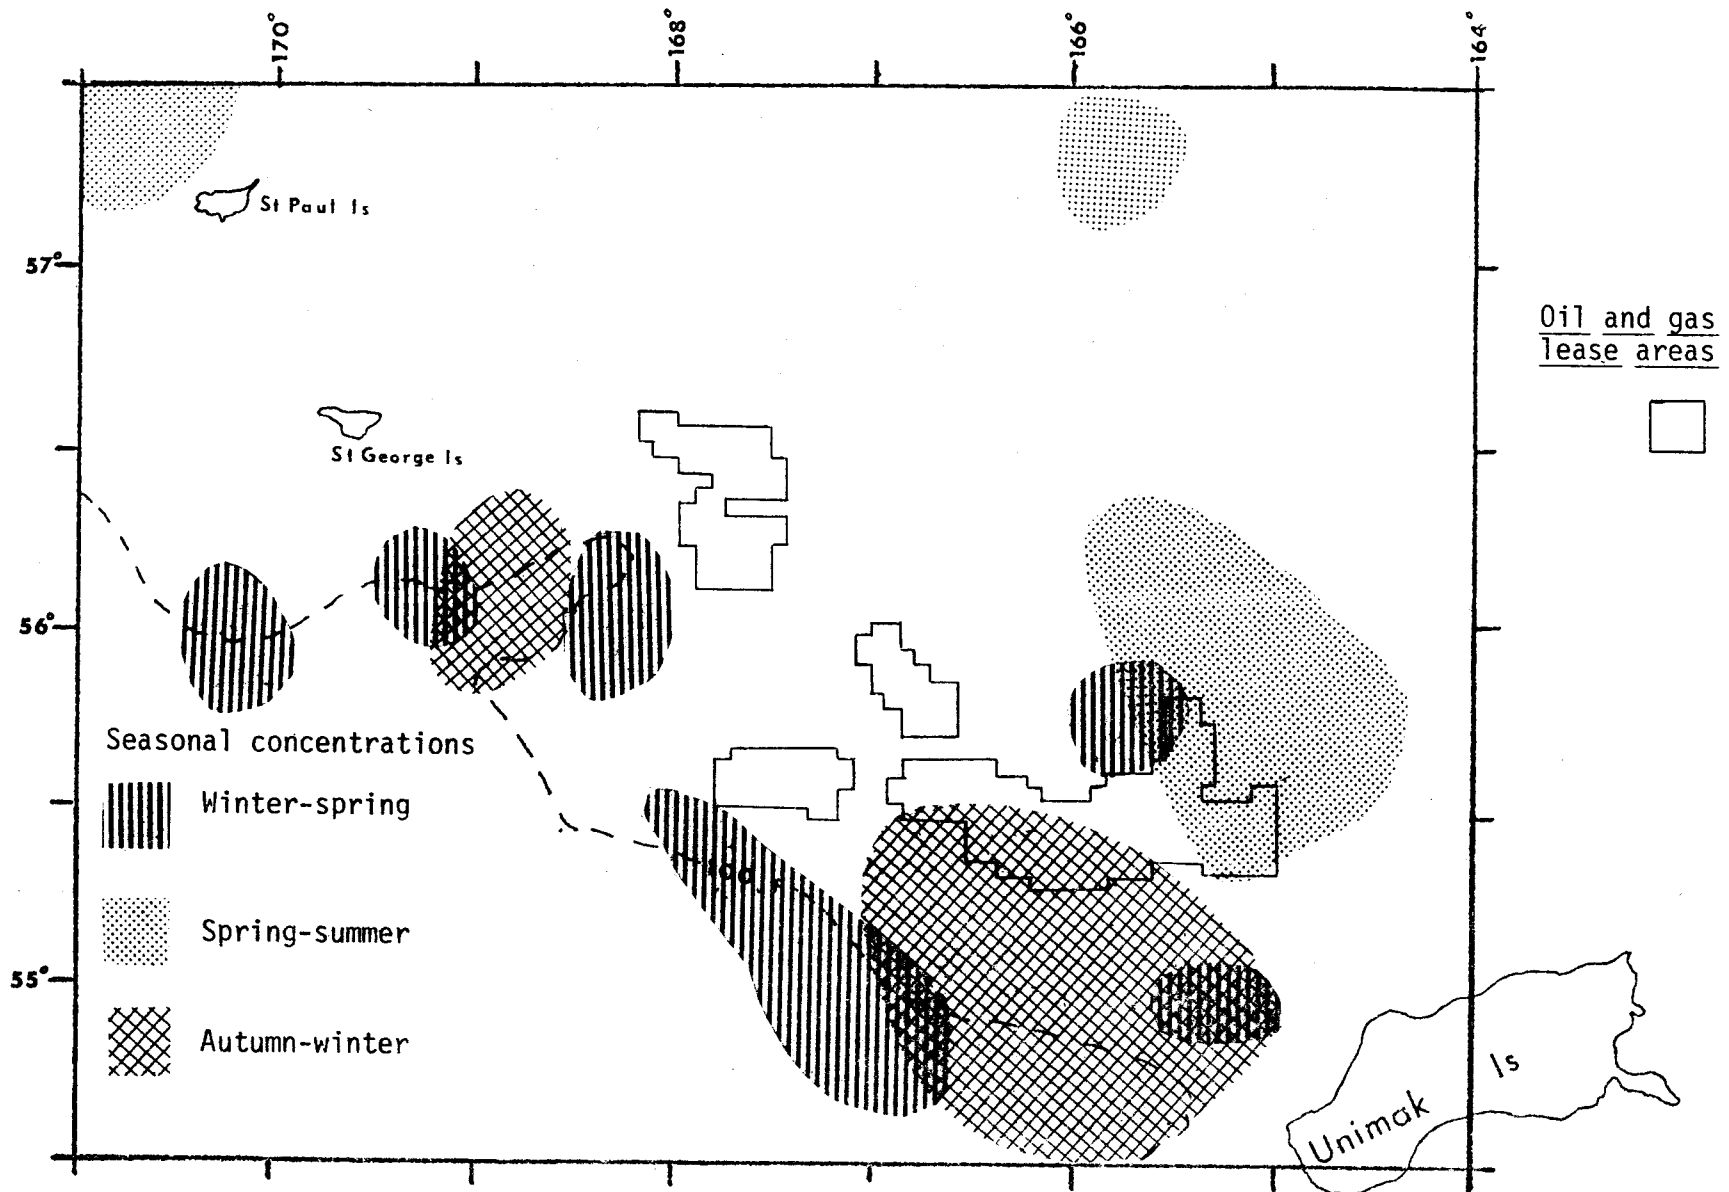 170°
168°
166°
164°
St Paul Is
57°
Oil and gas
lease areas
St George Is
56°
Seasonal concentrations
Winter-spring
Spring-summer
55°
Autumn-winter
Is
Unimak